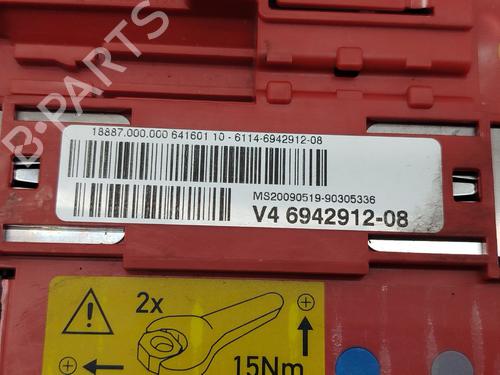 18887.000.000 641601 10 - 6114-6942912-08
MS20090519-90305336
V4 6942912-08
2x
15Nm
B-PARTS